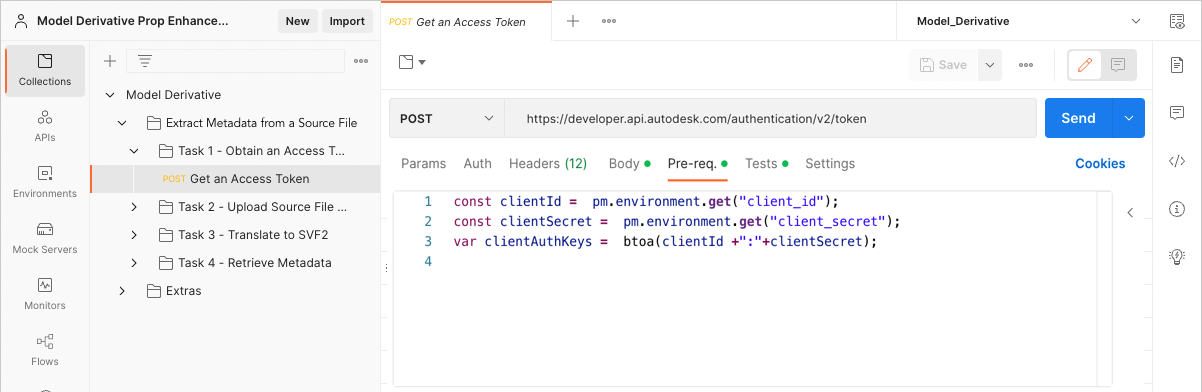 Model Derivative Prop Enhance...
New
Import
POST Get an Access Token
Model_Derivative
Collections
APIs
Environments
Mock Servers
Monitors
Flows
Model Derivative
Extract Metadata from a Source File
Task 1 - Obtain an Access T...
POST Get an Access Token
Task 2 - Upload Source File ...
Task 3 - Translate to SVF2
Task 4 - Retrieve Metadata
Extras
Save
POST
https://developer.api.autodesk.com/authentication/v2/token
Send
Params
Auth
Headers (12)
Body
Pre-req.
Tests
Settings
Cookies
1 const clientId =  pm.environment.get("client_id");
2 const clientSecret =  pm.environment.get("client_secret");
3 var clientAuthKeys =  btoa(clientId +":"+clientSecret);
4